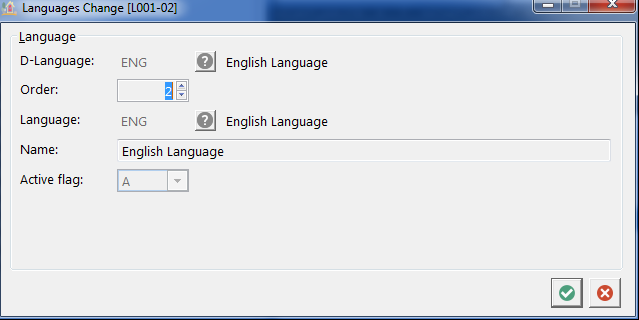 Languages Change [L001-02]
Language
D-Language: ENG English Language
Order: 2
Language: ENG English Language
Name: English Language
Active flag: A